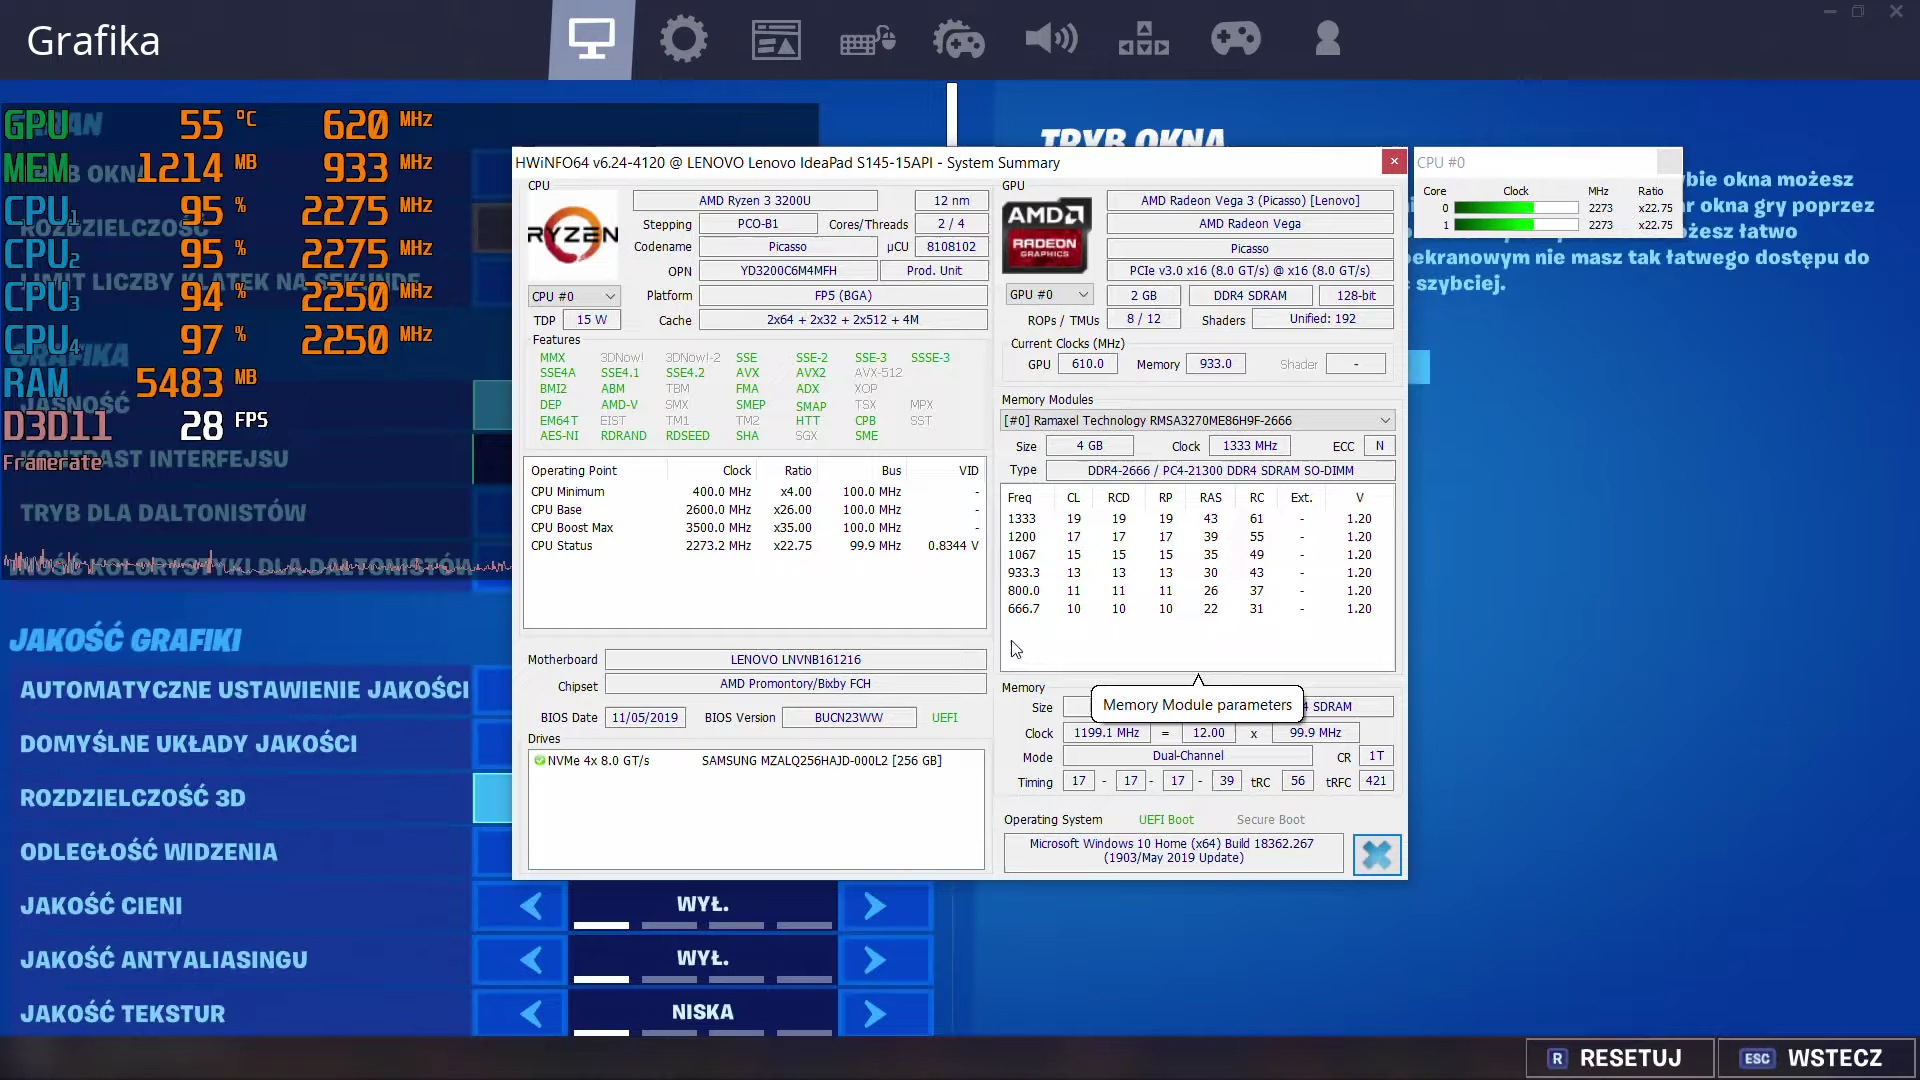 Grafika
GPU 55 °C 620 MHz
MEM 1214 MB 933 MHz
CPU1 95 % 2275 MHz
CPU2 95 % 2275 MHz
CPU3 94 % 2250 MHz
CPU4 97 % 2250 MHz
RAM 5483 MB
D3D11 28 FPS
Framerate
ROZDZIELCZOŚĆ
LIMIT LICZBY KLATEK NA SEKUNDĘ
GRAFIKA
JASNOŚĆ
KONTRAST INTERFEJSU
TRYB DLA DALTONISTÓW
JAKOŚĆ GRAFIKI
AUTOMATYCZNE USTAWIENIE JAKOŚCI
DOMYŚLNE UKŁADY JAKOŚCI
ROZDZIELCZOŚĆ 3D
ODLEGŁOŚĆ WIDZENIA
JAKOŚĆ CIENI WYŁ.
JAKOŚĆ ANTYALIASINGU WYŁ.
JAKOŚĆ TEKSTUR NISKA
TRYB OKNA
HWiNFO64 v6.24-4120 @ LENOVO Lenovo IdeaPad S145-15API - System Summary
CPU
AMD Ryzen 3 3200U 12 nm
RYZEN
Stepping PCO-B1 Cores/Threads 2 / 4
Codename Picasso µCU 8108102
OPN YD3200C6M4MFH Prod. Unit
CPU #0 Platform FP5 (BGA)
TDP 15 W Cache 2x64 + 2x32 + 2x512 + 4M
Features
MMX 3DNow! 3DNow!-2 SSE SSE-2 SSE-3 SSSE-3
SSE4A SSE4.1 SSE4.2 AVX AVX2 AVX-512
BMI2 ABM TBM FMA ADX XOP
DEP AMD-V SMX SMEP SMAP TSX MPX
EM64T EIST TM1 TM2 HTT CPB SST
AES-NI RDRAND RDSEED SHA SGX SME
Operating Point Clock Ratio Bus VID
CPU Minimum 400.0 MHz x4.00 100.0 MHz -
CPU Base 2600.0 MHz x26.00 100.0 MHz -
CPU Boost Max 3500.0 MHz x35.00 100.0 MHz -
CPU Status 2273.2 MHz x22.75 99.9 MHz 0.8344 V
Motherboard LENOVO LNVNB161216
Chipset AMD Promontory/Bixby FCH
BIOS Date 11/05/2019 BIOS Version BUCN23WW UEFI
Drives
NVMe 4x 8.0 GT/s SAMSUNG MZALQ256HAJD-000L2 [256 GB]
GPU
AMD RADEON GRAPHICS
AMD Radeon Vega 3 (Picasso) [Lenovo]
AMD Radeon Vega
Picasso
PCIe v3.0 x16 (8.0 GT/s) @ x16 (8.0 GT/s)
GPU #0 2 GB DDR4 SDRAM 128-bit
ROPs / TMUs 8 / 12 Shaders Unified: 192
Current Clocks (MHz)
GPU 610.0 Memory 933.0 Shader -
Memory Modules
[#0] Ramaxel Technology RMSA3270ME86H9F-2666
Size 4 GB Clock 1333 MHz ECC N
Type DDR4-2666 / PC4-21300 DDR4 SDRAM SO-DIMM
Freq CL RCD RP RAS RC Ext. V
1333 19 19 19 43 61 - 1.20
1200 17 17 17 39 55 - 1.20
1067 15 15 15 35 49 - 1.20
933.3 13 13 13 30 43 - 1.20
800.0 11 11 11 26 37 - 1.20
666.7 10 10 10 22 31 - 1.20
Memory
Size SDRAM
Memory Module parameters
Clock 1199.1 MHz = 12.00 x 99.9 MHz
Mode Dual-Channel CR 1T
Timing 17 - 17 - 17 - 39 tRC 56 tRFC 421
Operating System UEFI Boot Secure Boot
Microsoft Windows 10 Home (x64) Build 18362.267
(1903/May 2019 Update)
CPU #0
Core Clock MHz Ratio
0 2273 x22.75
1 2273 x22.75
okna możesz
okna gry poprzez
łatwo
nie masz tak łatwego dostępu do
szybciej.
R RESETUJ ESC WSTECZ